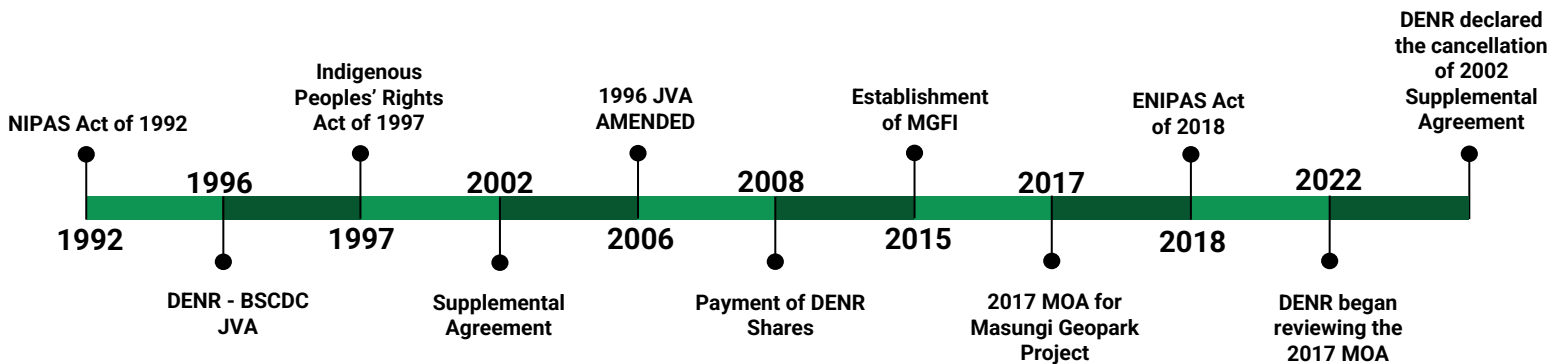 NIPAS Act of 1992
1992
1996
DENR - BSCDC
JVA
Indigenous
Peoples' Rights
Act of 1997
1997
2002
Supplemental
Agreement
1996 JVA
AMENDED
2006
2008
Payment of DENR
Shares
Establishment
of MGFI
2015
2017
2017 MOA for
Masungi Geopark
Project
ENIPAS Act
of 2018
2018
2022
DENR began
reviewing the
2017 MOA
DENR declared
the cancellation
of 2002
Supplemental
Agreement